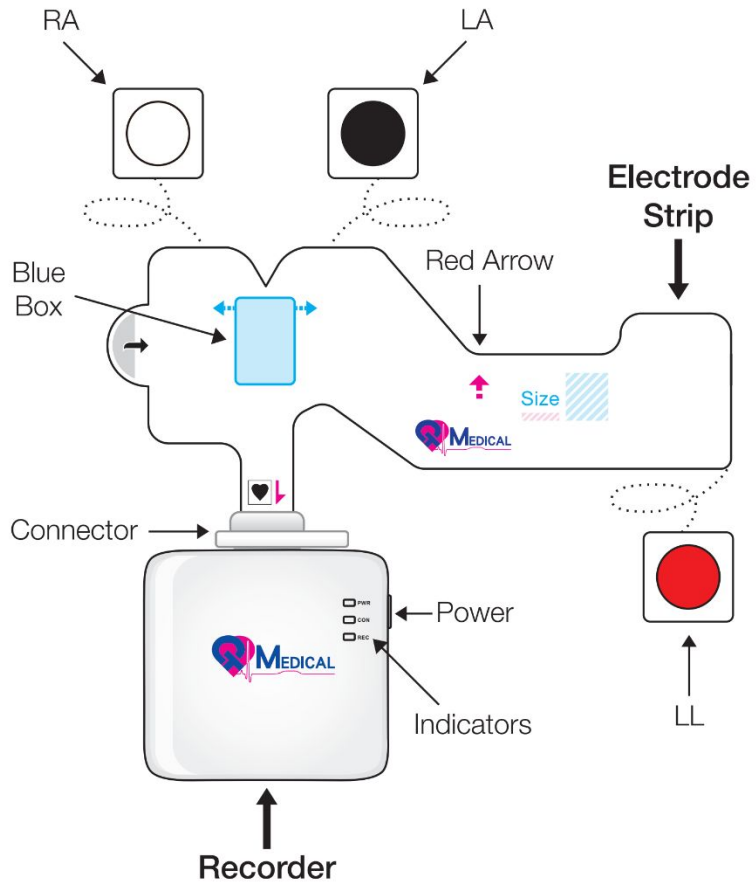 RA
LA
Electrode
Strip
Blue
Box
Red Arrow
Size
MEDICAL
Connector
PWR
CON
REC
Power
MEDICAL
Indicators
LL
Recorder